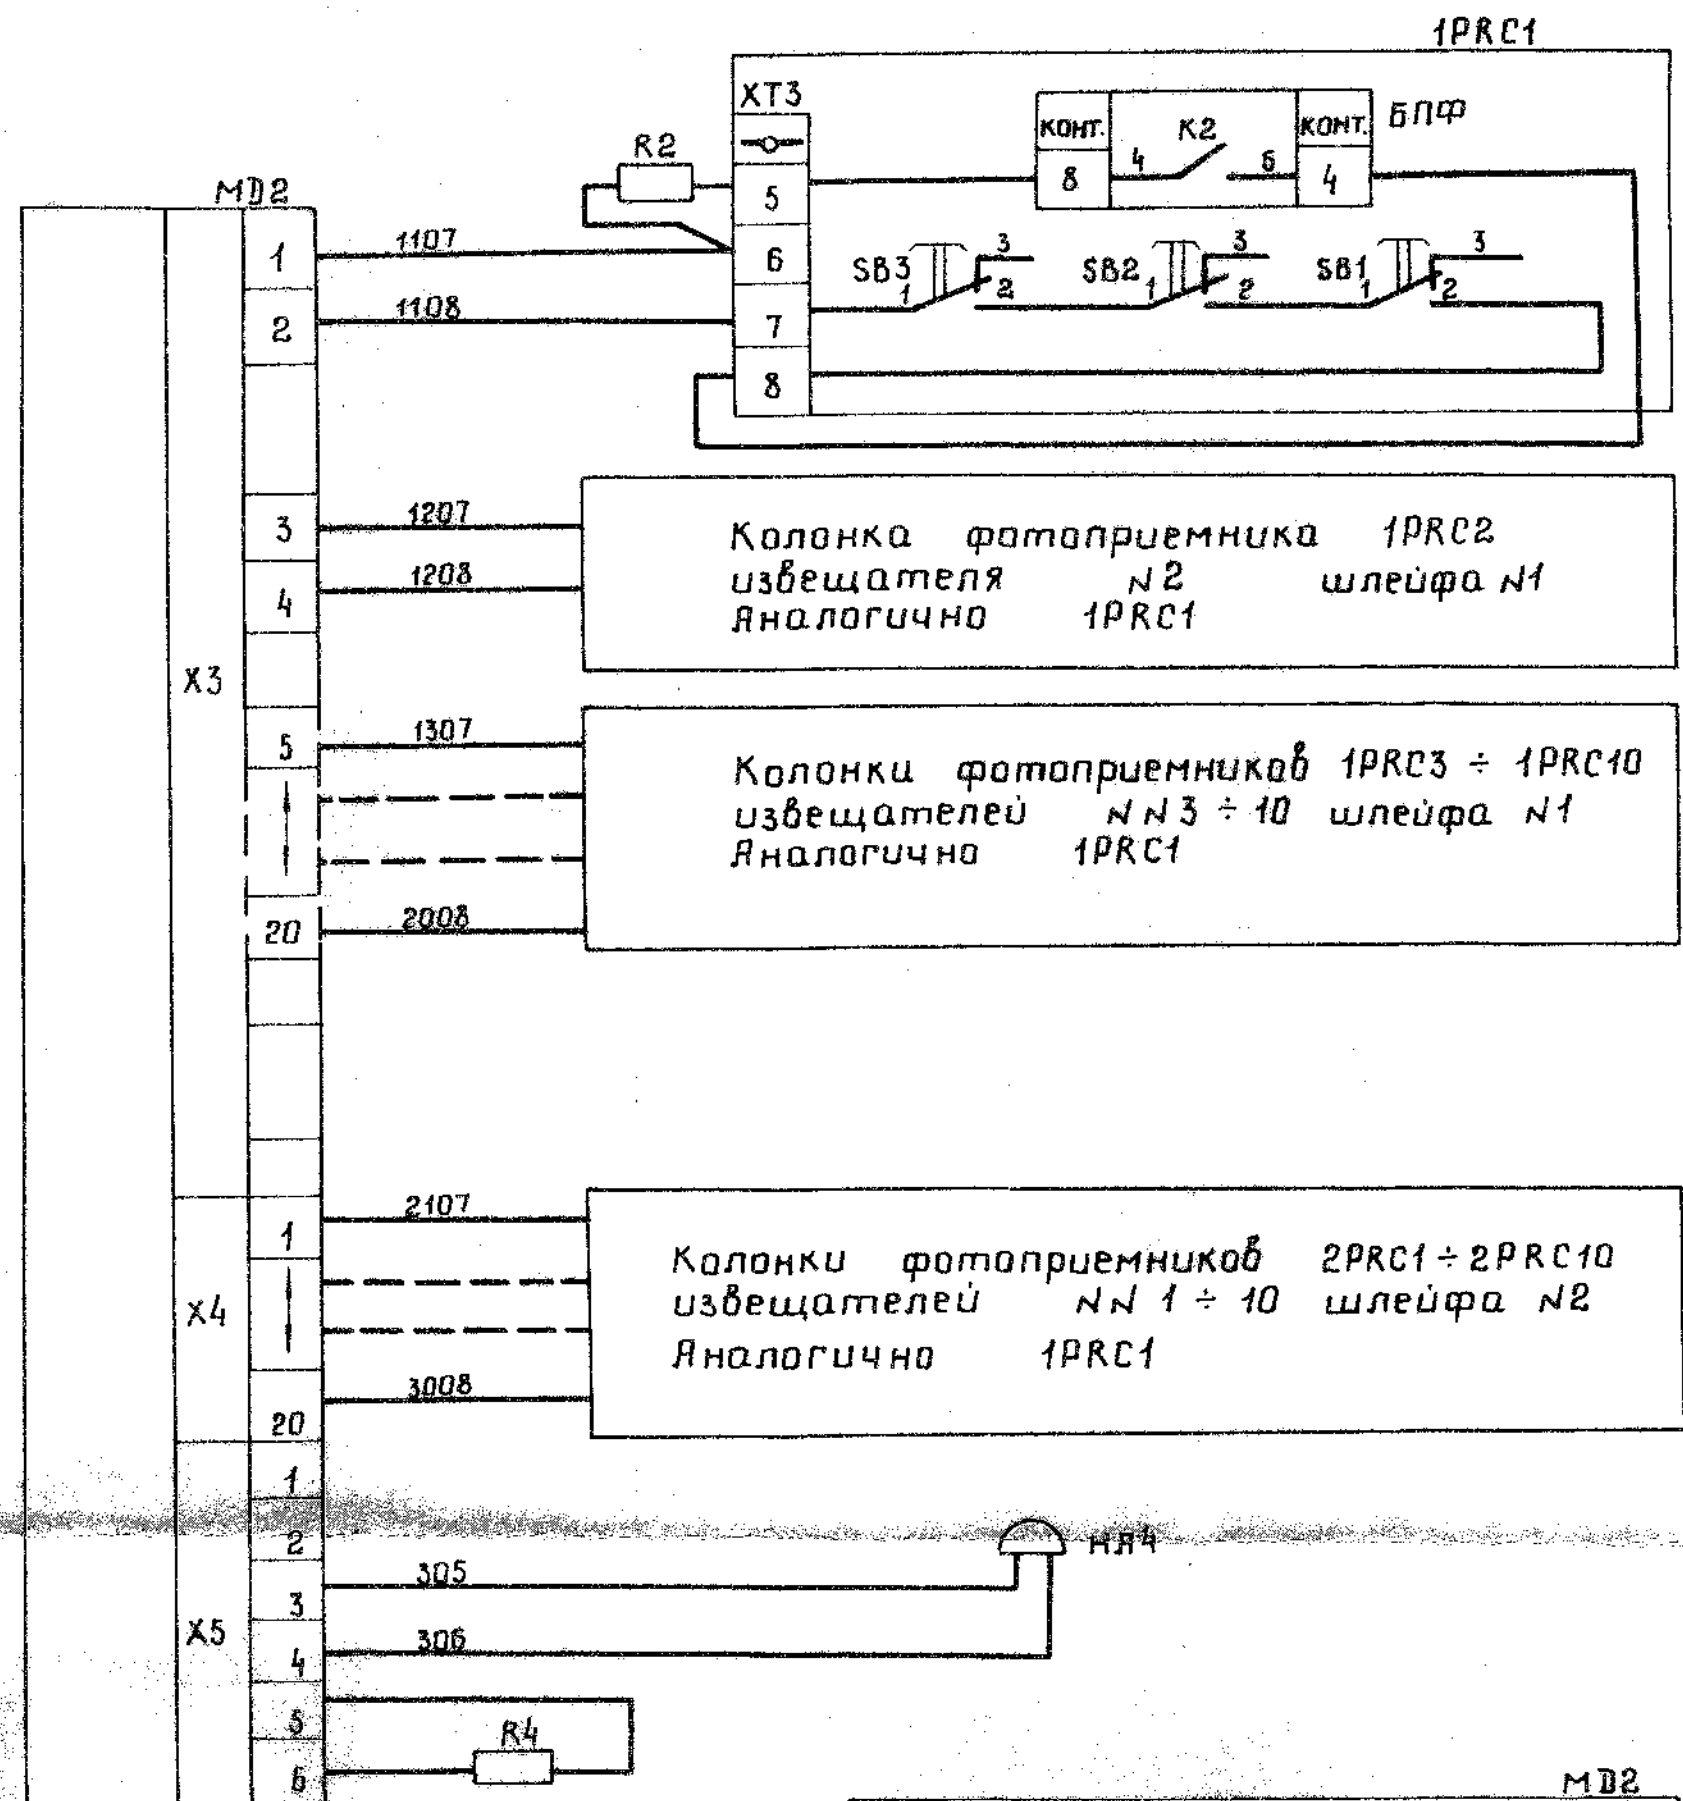 1PRC1
XT3
КОНТ.
K2
КОНТ.
БПФ
R2
4
6
8
4
5
MD2
1107
1
6
SB3
1
3
2
SB2
1
3
2
SB1
1
3
2
1108
2
7
8
1207
3
Колонка фотоприемника 1PRC2
извещателя N2 шлейфа N1
Аналогично 1PRC1
1208
4
X3
1307
5
Колонки фотоприемников 1PRC3 ÷ 1PRC10
извещателей NN3 ÷ 10 шлейфа N1
Аналогично 1PRC1
2008
20
2107
1
Колонки фотоприемников 2PRC1 ÷ 2PRC10
извещателей NN 1 ÷ 10 шлейфа N2
Аналогично 1PRC1
X4
3008
20
1
2
НА4
305
3
X5
306
4
5
R4
6
MD2